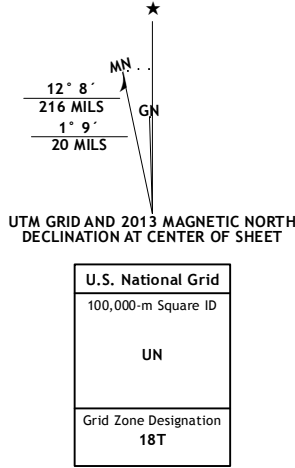 ★
MN
GN
12° 8´
216 MILS
1° 9´
20 MILS
UTM GRID AND 2013 MAGNETIC NORTH
DECLINATION AT CENTER OF SHEET
U.S. National Grid
100,000-m Square ID
UN
Grid Zone Designation
18T